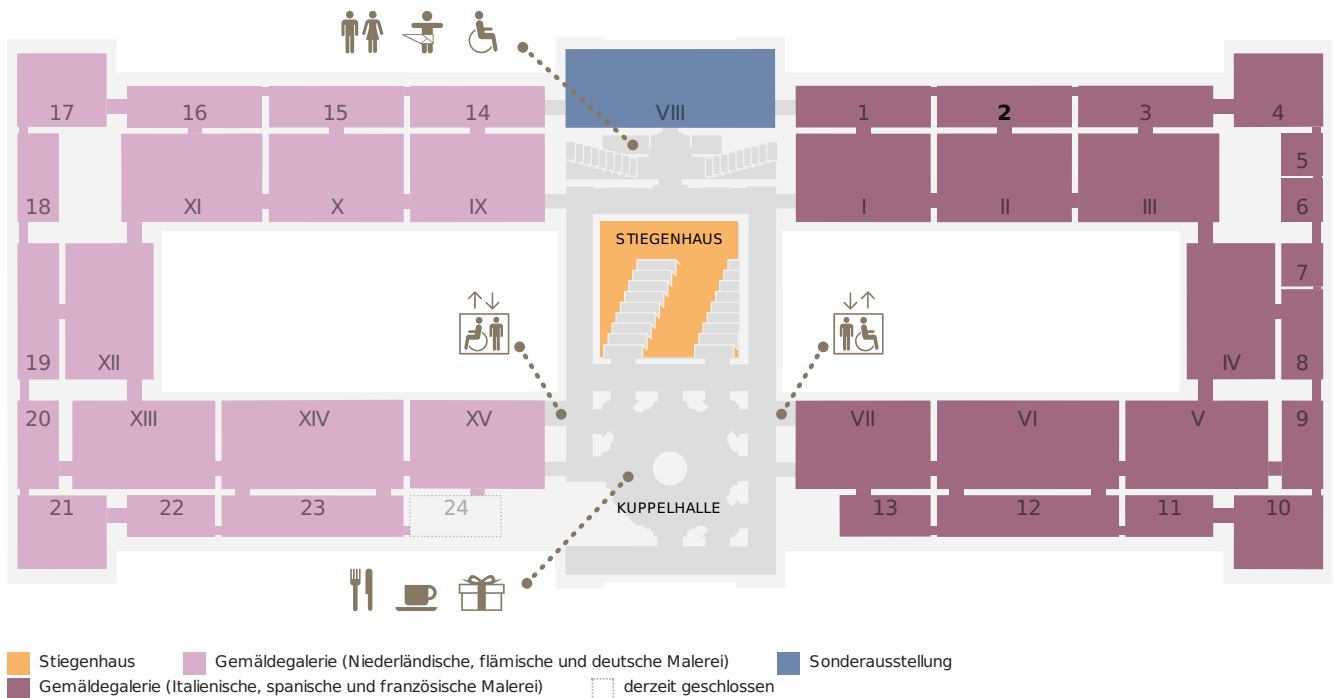 17 16 15 14 VIII 1 2 3 4
5
18 XI X IX I II III 6
STIEGENHAUS
7
19 XII IV 8
20 XIII XIV XV VII VI V 9
21 22 23 24 KUPPELHALLE 13 12 11 10
Stiegenhaus Gemäldegalerie (Niederländische, flämische und deutsche Malerei) Sonderausstellung
Gemäldegalerie (Italienische, spanische und französische Malerei) derzeit geschlossen